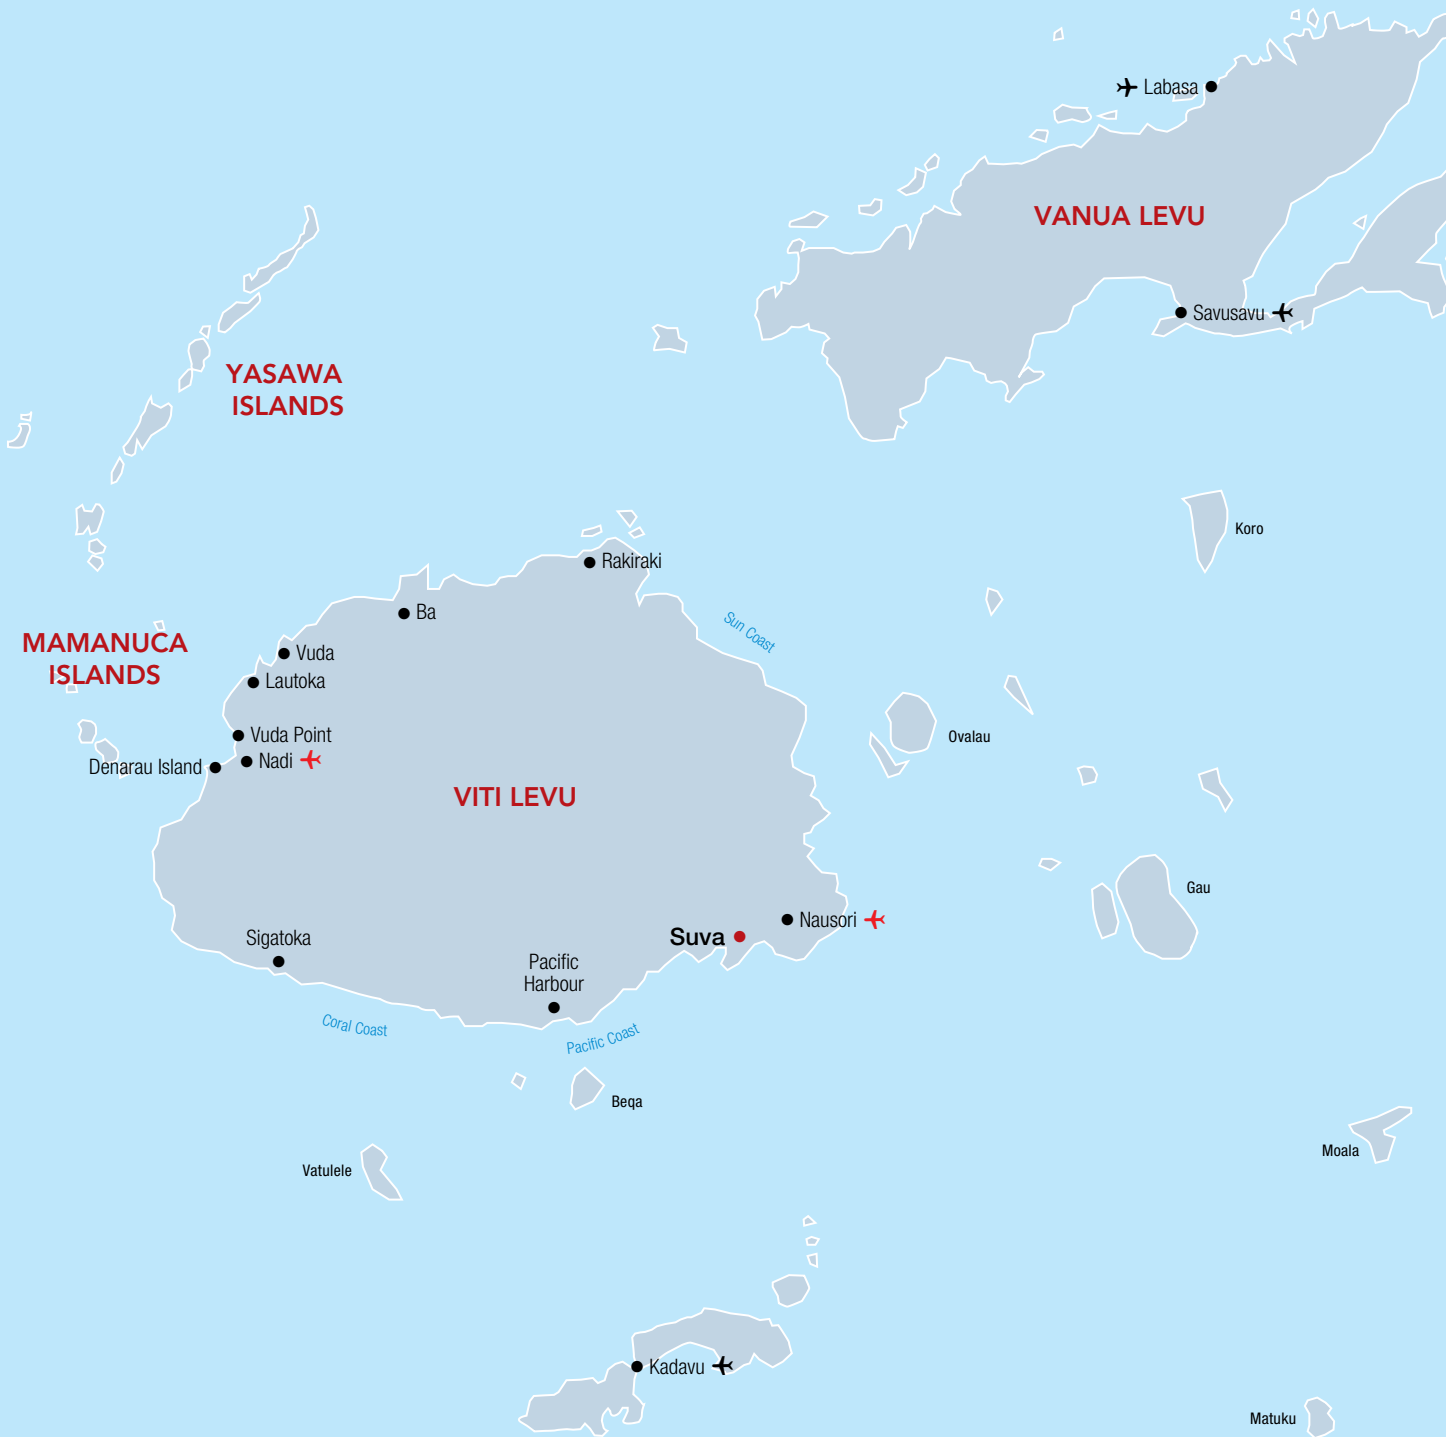 Labasa
VANUA LEVU
Savusavu
YASAWA
ISLANDS
Koro
Rakiraki
Ba
Sun Coast
MAMANUCA
ISLANDS
Vuda
Lautoka
Vuda Point
Ovalau
Nadi
Denarau Island
VITI LEVU
Gau
Nausori
Suva
Sigatoka
Pacific
Harbour
Coral Coast
Pacific Coast
Beqa
Moala
Vatulele
Kadavu
Matuku